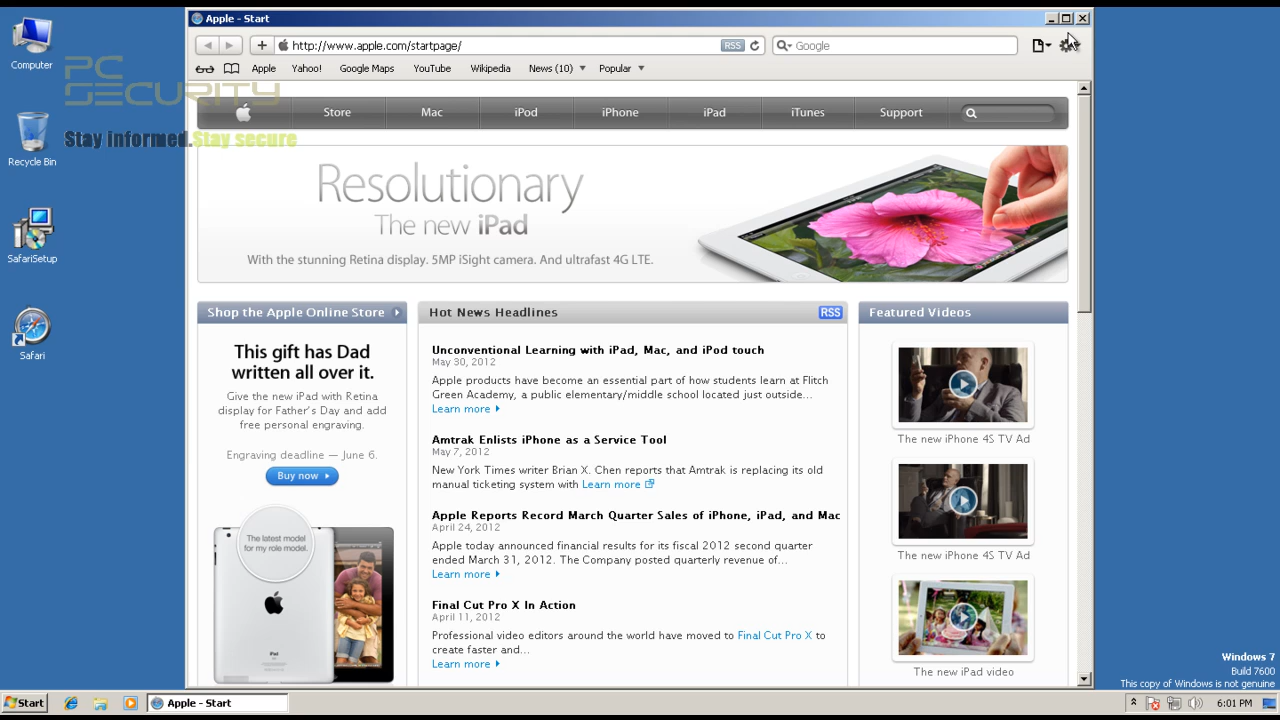 Apple - Start
Computer
http://www.apple.com/startpage/
RSS
Google
Apple
Yahoo!
Google Maps
YouTube
Wikipedia
News (10)
Popular
PC
SECURITY
Stay informed.Stay secure
Store
Mac
iPod
iPhone
iPad
iTunes
Support
Recycle Bin
SafariSetup
Safari
Resolutionary
The new iPad
With the stunning Retina display. 5MP iSight camera. And ultrafast 4G LTE.
Shop the Apple Online Store
This gift has Dad
written all over it.
Give the new iPad with Retina
display for Father's Day and add
free personal engraving.
Engraving deadline — June 6.
Buy now
The latest model
for my role model.
iPad
Hot News Headlines
RSS
Unconventional Learning with iPad, Mac, and iPod touch
May 30, 2012
Apple products have become an essential part of how students learn at Flitch
Green Academy, a public elementary/middle school located just outside...
Learn more
Amtrak Enlists iPhone as a Service Tool
May 7, 2012
New York Times writer Brian X. Chen reports that Amtrak is replacing its old
manual ticketing system with Learn more
Apple Reports Record March Quarter Sales of iPhone, iPad, and Mac
April 24, 2012
Apple today announced financial results for its fiscal 2012 second quarter
ended March 31, 2012. The Company posted quarterly revenue of...
Learn more
Final Cut Pro X In Action
April 11, 2012
Professional video editors around the world have moved to Final Cut Pro X to
create faster and...
Learn more
Featured Videos
The new iPhone 4S TV Ad
The new iPhone 4S TV Ad
The new iPad video
Windows 7
Build 7600
This copy of Windows is not genuine
Start
Apple - Start
6:01 PM